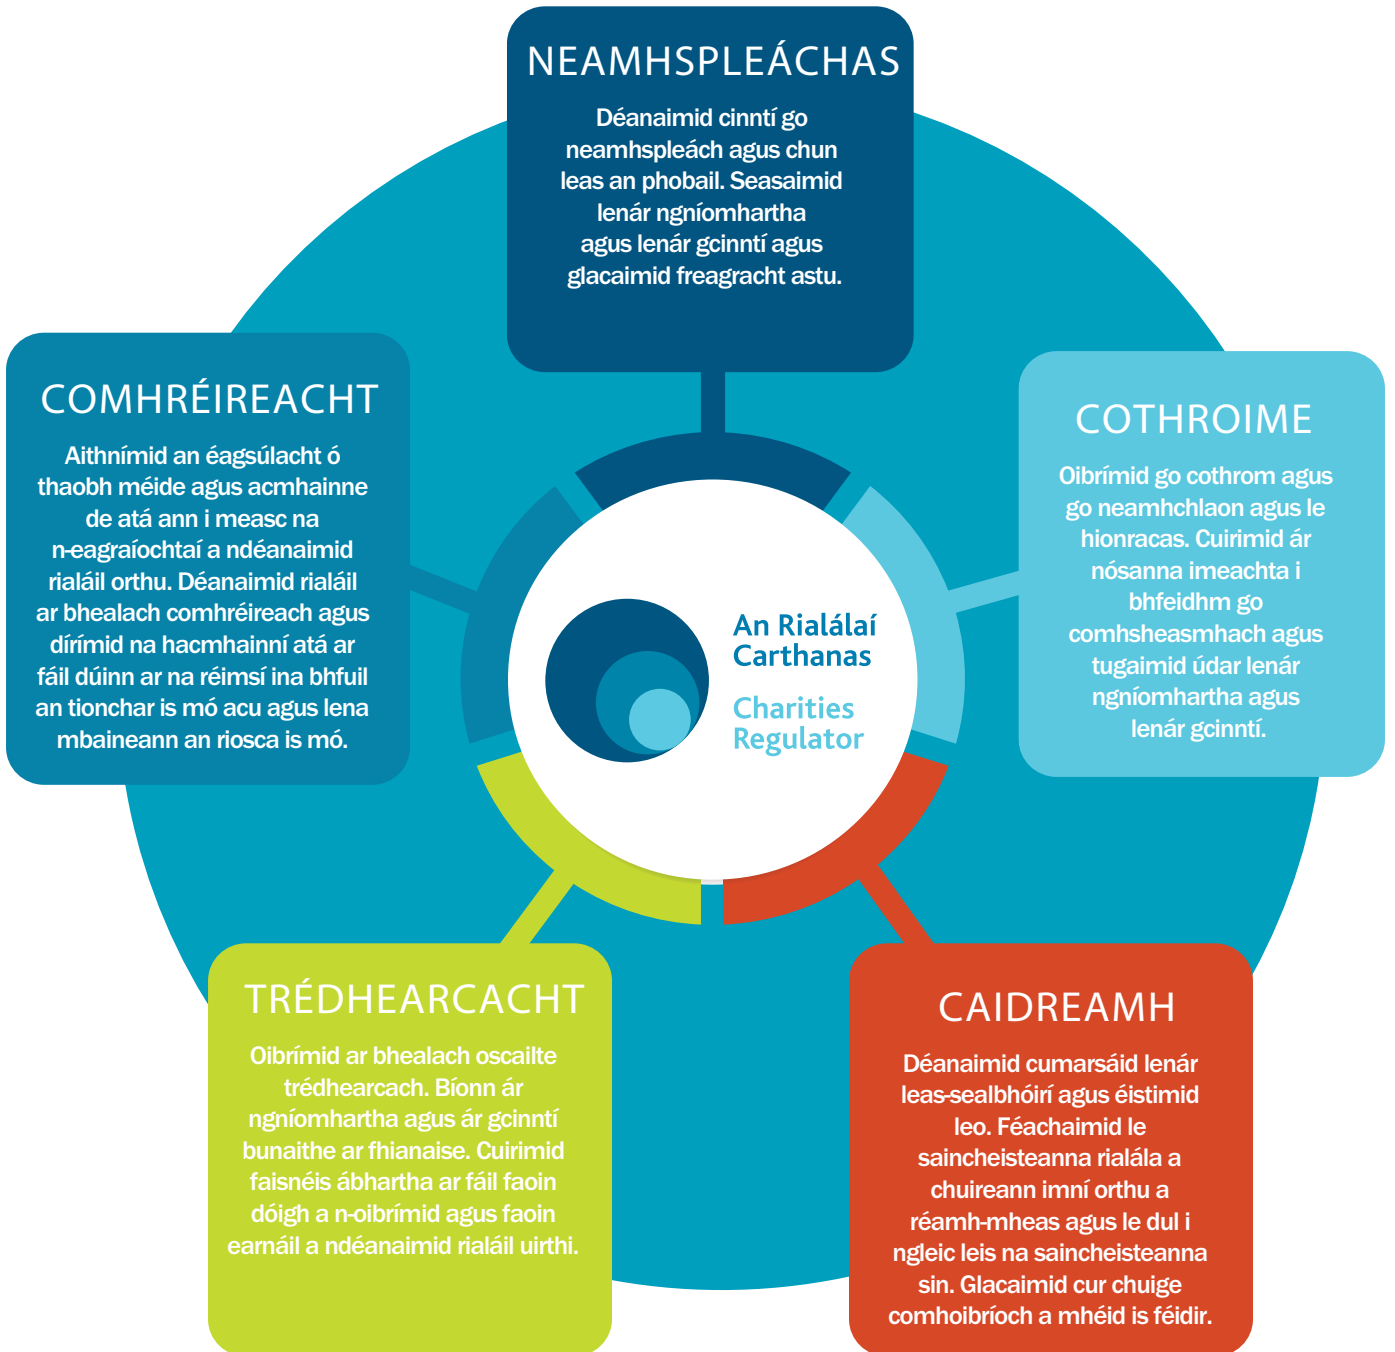 NEAMHSPLEÁCHAS
Déanaimid cinntí go
neamhspleách agus chun
leas an phobail. Seasaimid
lenár ngníomhartha
agus lenár gcinntí agus
glacaimid freagracht astu.
COMHRÉIREACHT
Aithnímid an éagsúlacht ó
thaobh méide agus acmhainne
de atá ann i measc na
n-eagraíochtaí a ndéanaimid
rialáil orthu. Déanaimid rialáil
ar bhealach comhréireach agus
dírímid na hacmhainní atá ar
fáil dúinn ar na réimsí ina bhfuil
an tionchar is mó acu agus lena
mbaineann an riosca is mó.
COTHROIME
Oibrímid go cothrom agus
go neamhchlaon agus le
hionracas. Cuirimid ár
nósanna imeachta i
bhfeidhm go
comhsheasmhach agus
tugaimid údar lenár
ngníomhartha agus
lenár gcinntí.
An Rialálaí
Carthanas
Charities
Regulator
TRÉDHEARCACHT
Oibrímid ar bhealach oscailte
trédhearcach. Bíonn ár
ngníomhartha agus ár gcinntí
bunaithe ar fhianaise. Cuirimid
faisnéis ábhartha ar fáil faoin
dóigh a n-oibrímid agus faoin
earnáil a ndéanaimid rialáil uirthi.
CAIDREAMH
Déanaimid cumarsáid lenár
leas-sealbhóirí agus éistimid
leo. Féachaimid le
saincheisteanna rialála a
chuireann imní orthu a
réamh-mheas agus le dul i
ngleic leis na saincheisteanna
sin. Glacaimid cur chuige
comhoibríoch a mhéid is féidir.